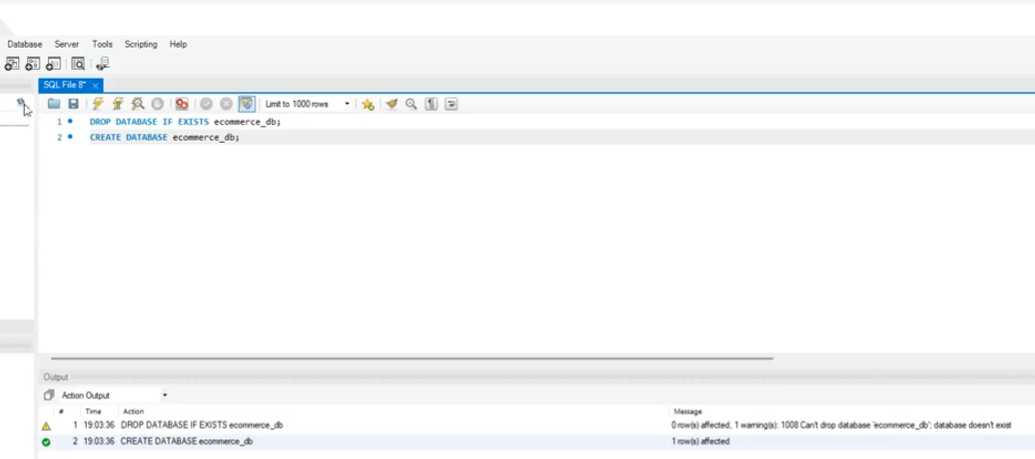 Database Server Tools Scripting Help
SQL File 8*
Limit to 1000 rows
1 DROP DATABASE IF EXISTS ecommerce_db;
2 CREATE DATABASE ecommerce_db;
Output
Action Output
# Time Action Message
1 19:03:36 DROP DATABASE IF EXISTS ecommerce_db 0 row(s) affected, 1 warning(s): 1008 Can't drop database 'ecommerce_db'; database doesn't exist
2 19:03:36 CREATE DATABASE ecommerce_db 1 row(s) affected